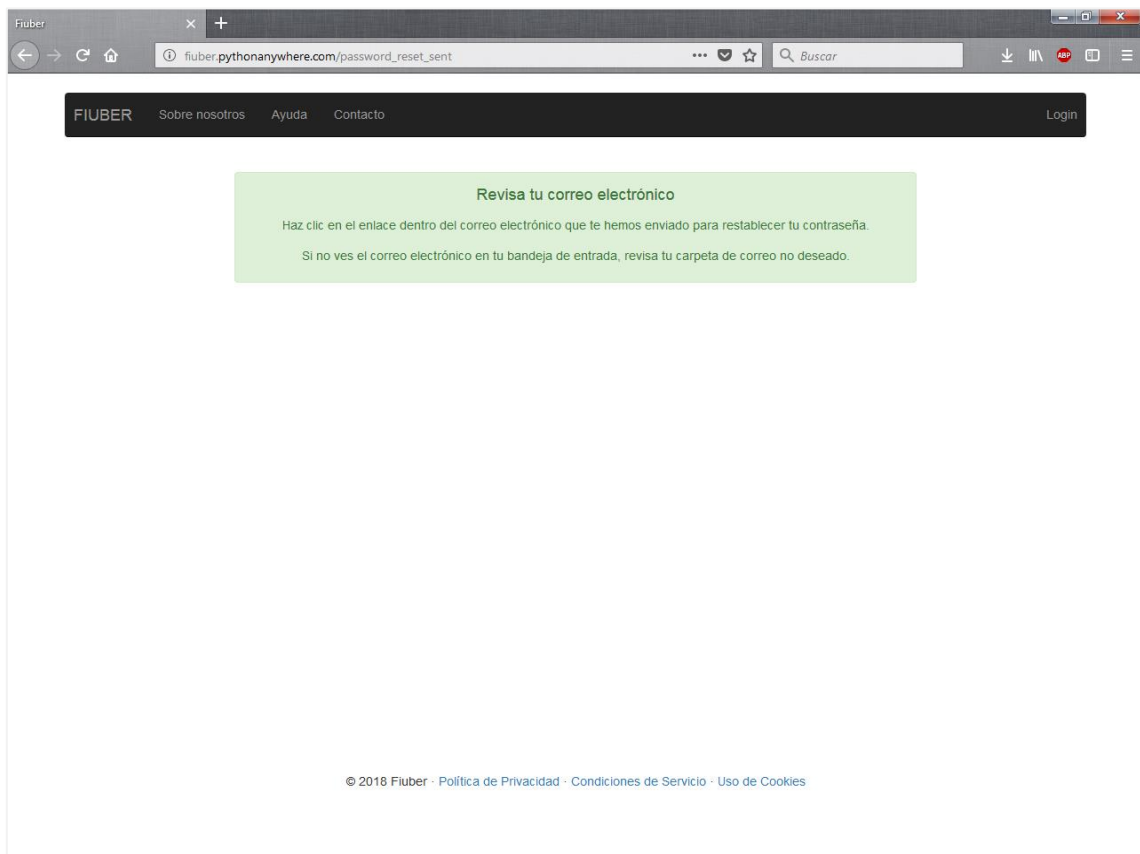 Fiuber
fiuber.pythonanywhere.com/password_reset_sent
Buscar
ABP
FIUBER Sobre nosotros Ayuda Contacto Login
Revisa tu correo electrónico
Haz clic en el enlace dentro del correo electrónico que te hemos enviado para restablecer tu contraseña.
Si no ves el correo electrónico en tu bandeja de entrada, revisa tu carpeta de correo no deseado.
© 2018 Fiuber · Política de Privacidad · Condiciones de Servicio · Uso de Cookies